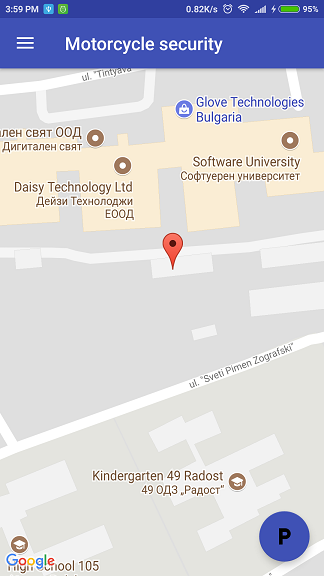 3:59 PM
0.82K/s
95%
Motorcycle security
ul. "Tintyava"
Glove Technologies
Bulgaria
ален свят ООД
Дигитален свят
Software University
Софтуерен университет
Daisy Technology Ltd
Дейзи Технолоджи
ЕООД
ul. "Sveti Pimen Zografski"
Kindergarten 49 Radost
49 ОДЗ „Радост“
High School 105
Google
P